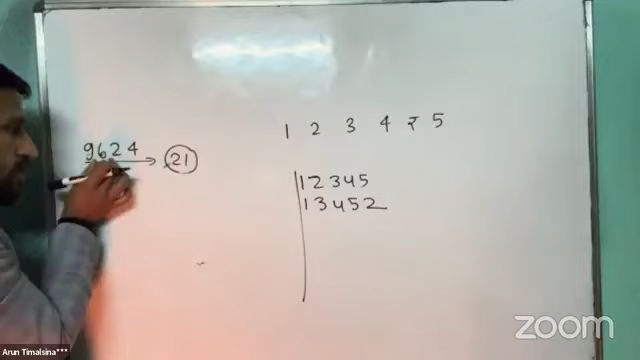 1 2 3 4 र 5
9624 → 21
12345
13452
zoom
Arun Timalsina***